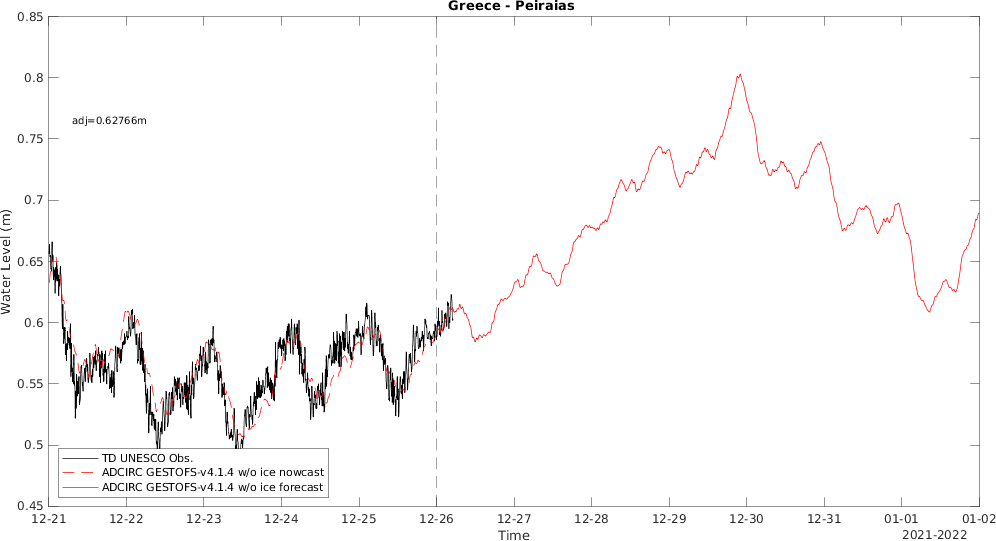 Greece - Peiraias
0.85
0.8
0.75
0.7
0.65
0.6
0.55
0.5
0.45
Water Level (m)
adj=0.62766m
TD UNESCO Obs.
ADCIRC GESTOFS-v4.1.4 w/o ice nowcast
ADCIRC GESTOFS-v4.1.4 w/o ice forecast
12-21 12-22 12-23 12-24 12-25 12-26 12-27 12-28 12-29 12-30 12-31 01-01 01-02
Time
2021-2022